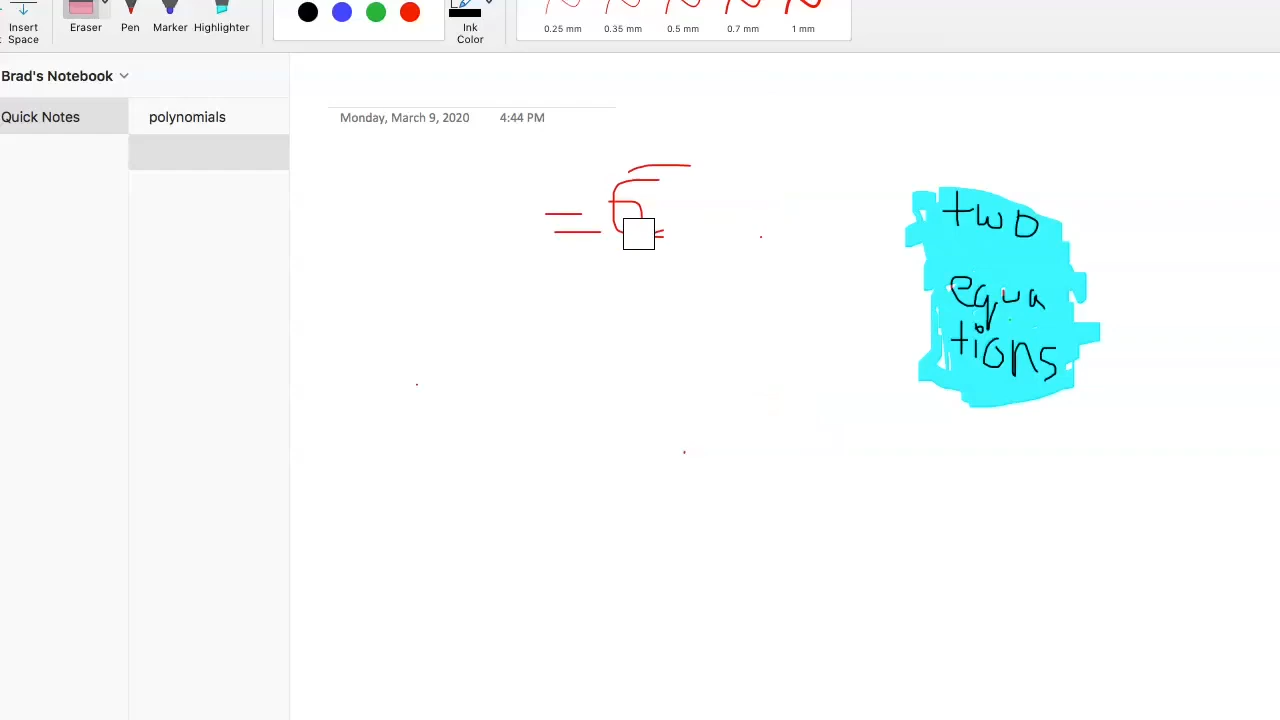 Insert
Space
Eraser
Pen
Marker
Highlighter
Ink
Color
0.25 mm
0.35 mm
0.5 mm
0.7 mm
1 mm
Brad's Notebook
Quick Notes
polynomials
Monday, March 9, 2020
4:44 PM
two
equa
tions